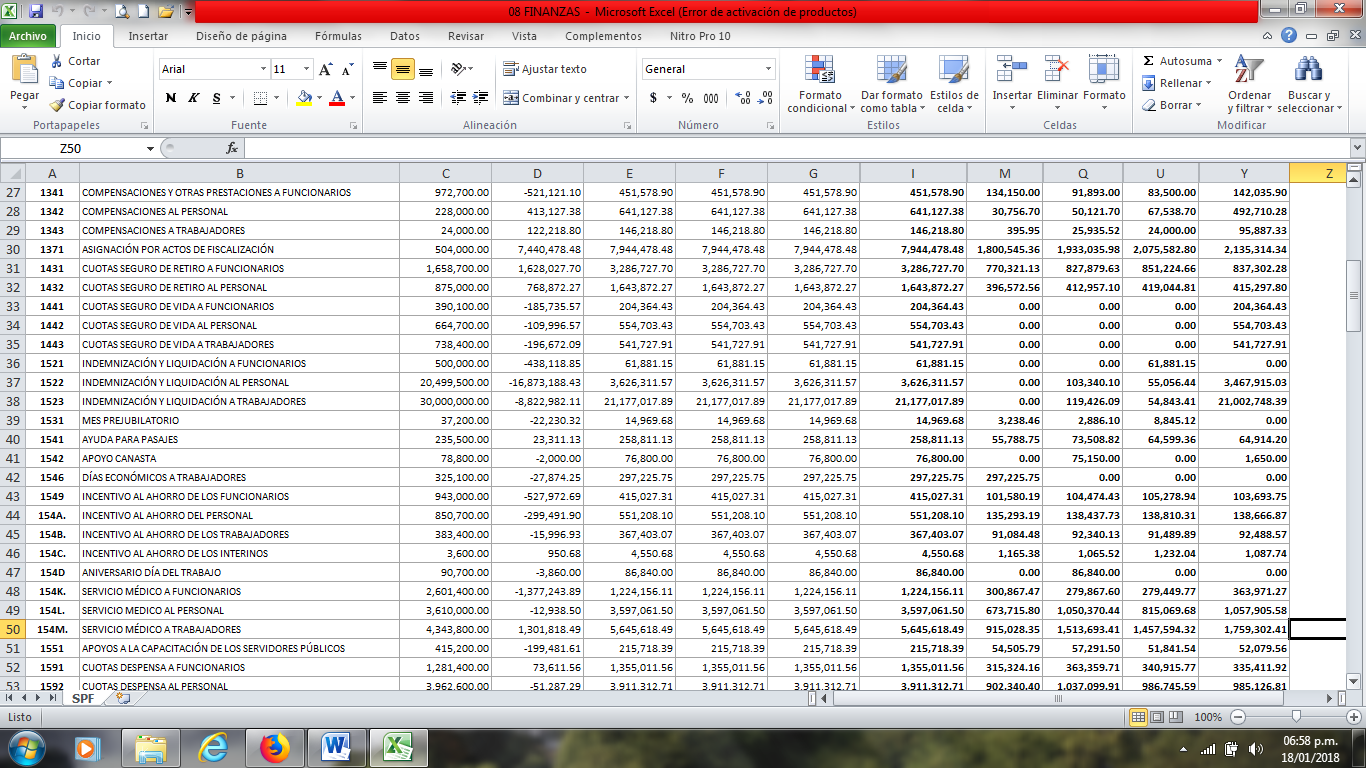 08 FINANZAS - Microsoft Excel (Error de activación de productos)
Archivo Inicio Insertar Diseño de página Fórmulas Datos Revisar Vista Complementos Nitro Pro 10
Pegar Cortar Copiar Copiar formato Portapapeles
Arial 11 N K S Fuente
Ajustar texto Combinar y centrar Alineación
General $ % 000 Número
Formato condicional Dar formato como tabla Estilos de celda Estilos
Insertar Eliminar Formato Celdas
Σ Autosuma Rellenar Borrar Ordenar y filtrar Buscar y seleccionar Modificar
Z50 fx
A B C D E F G I M Q U Y Z
27 1341 COMPENSACIONES Y OTRAS PRESTACIONES A FUNCIONARIOS 972,700.00 -521,121.10 451,578.90 451,578.90 451,578.90 451,578.90 134,150.00 91,893.00 83,500.00 142,035.90
28 1342 COMPENSACIONES AL PERSONAL 228,000.00 413,127.38 641,127.38 641,127.38 641,127.38 641,127.38 30,756.70 50,121.70 67,538.70 492,710.28
29 1343 COMPENSACIONES A TRABAJADORES 24,000.00 122,218.80 146,218.80 146,218.80 146,218.80 146,218.80 395.95 25,935.52 24,000.00 95,887.33
30 1371 ASIGNACIÓN POR ACTOS DE FISCALIZACIÓN 504,000.00 7,440,478.48 7,944,478.48 7,944,478.48 7,944,478.48 7,944,478.48 1,800,545.36 1,933,035.98 2,075,582.80 2,135,314.34
31 1431 CUOTAS SEGURO DE RETIRO A FUNCIONARIOS 1,658,700.00 1,628,027.70 3,286,727.70 3,286,727.70 3,286,727.70 3,286,727.70 770,321.13 827,879.63 851,224.66 837,302.28
32 1432 CUOTAS SEGURO DE RETIRO AL PERSONAL 875,000.00 768,872.27 1,643,872.27 1,643,872.27 1,643,872.27 1,643,872.27 396,572.56 412,957.10 419,044.81 415,297.80
33 1441 CUOTAS SEGURO DE VIDA A FUNCIONARIOS 390,100.00 -185,735.57 204,364.43 204,364.43 204,364.43 204,364.43 0.00 0.00 0.00 204,364.43
34 1442 CUOTAS SEGURO DE VIDA AL PERSONAL 664,700.00 -109,996.57 554,703.43 554,703.43 554,703.43 554,703.43 0.00 0.00 0.00 554,703.43
35 1443 CUOTAS SEGURO DE VIDA A TRABAJADORES 738,400.00 -196,672.09 541,727.91 541,727.91 541,727.91 541,727.91 0.00 0.00 0.00 541,727.91
36 1521 INDEMNIZACIÓN Y LIQUIDACIÓN A FUNCIONARIOS 500,000.00 -438,118.85 61,881.15 61,881.15 61,881.15 61,881.15 0.00 0.00 61,881.15 0.00
37 1522 INDEMNIZACIÓN Y LIQUIDACIÓN AL PERSONAL 20,499,500.00 -16,873,188.43 3,626,311.57 3,626,311.57 3,626,311.57 3,626,311.57 0.00 103,340.10 55,056.44 3,467,915.03
38 1523 INDEMNIZACIÓN Y LIQUIDACIÓN A TRABAJADORES 30,000,000.00 -8,822,982.11 21,177,017.89 21,177,017.89 21,177,017.89 21,177,017.89 0.00 119,426.09 54,843.41 21,002,748.39
39 1531 MES PREJUBILATORIO 37,200.00 -22,230.32 14,969.68 14,969.68 14,969.68 14,969.68 3,238.46 2,886.10 8,845.12 0.00
40 1541 AYUDA PARA PASAJES 235,500.00 23,311.13 258,811.13 258,811.13 258,811.13 258,811.13 55,788.75 73,508.82 64,599.36 64,914.20
41 1542 APOYO CANASTA 78,800.00 -2,000.00 76,800.00 76,800.00 76,800.00 76,800.00 0.00 75,150.00 0.00 1,650.00
42 1546 DÍAS ECONÓMICOS A TRABAJADORES 325,100.00 -27,874.25 297,225.75 297,225.75 297,225.75 297,225.75 297,225.75 0.00 0.00 0.00
43 1549 INCENTIVO AL AHORRO DE LOS FUNCIONARIOS 943,000.00 -527,972.69 415,027.31 415,027.31 415,027.31 415,027.31 101,580.19 104,474.43 105,278.94 103,693.75
44 154A. INCENTIVO AL AHORRO DEL PERSONAL 850,700.00 -299,491.90 551,208.10 551,208.10 551,208.10 551,208.10 135,293.19 138,437.73 138,810.31 138,666.87
45 154B. INCENTIVO AL AHORRO DE LOS TRABAJADORES 383,400.00 -15,996.93 367,403.07 367,403.07 367,403.07 367,403.07 91,084.48 92,340.13 91,489.89 92,488.57
46 154C. INCENTIVO AL AHORRO DE LOS INTERINOS 3,600.00 950.68 4,550.68 4,550.68 4,550.68 4,550.68 1,165.38 1,065.52 1,232.04 1,087.74
47 154D ANIVERSARIO DÍA DEL TRABAJO 90,700.00 -3,860.00 86,840.00 86,840.00 86,840.00 86,840.00 0.00 86,840.00 0.00 0.00
48 154K. SERVICIO MÉDICO A FUNCIONARIOS 2,601,400.00 -1,377,243.89 1,224,156.11 1,224,156.11 1,224,156.11 1,224,156.11 300,867.47 279,867.60 279,449.77 363,971.27
49 154L. SERVICIO MEDICO AL PERSONAL 3,610,000.00 -12,938.50 3,597,061.50 3,597,061.50 3,597,061.50 3,597,061.50 673,715.80 1,050,370.44 815,069.68 1,057,905.58
50 154M. SERVICIO MÉDICO A TRABAJADORES 4,343,800.00 1,301,818.49 5,645,618.49 5,645,618.49 5,645,618.49 5,645,618.49 915,028.35 1,513,693.41 1,457,594.32 1,759,302.41
51 1551 APOYOS A LA CAPACITACIÓN DE LOS SERVIDORES PÚBLICOS 415,200.00 -199,481.61 215,718.39 215,718.39 215,718.39 215,718.39 54,505.79 57,291.50 51,841.54 52,079.56
52 1591 CUOTAS DESPENSA A FUNCIONARIOS 1,281,400.00 73,611.56 1,355,011.56 1,355,011.56 1,355,011.56 1,355,011.56 315,324.16 363,359.71 340,915.77 335,411.92
53 1592 CUOTAS DESPENSA AL PERSONAL 3,962,600.00 -51,287.29 3,911,312.71 3,911,312.71 3,911,312.71 3,911,312.71 902,340.40 1,037,099.91 986,745.59 985,126.81
SPF
Listo 100%
06:58 p.m.
18/01/2018